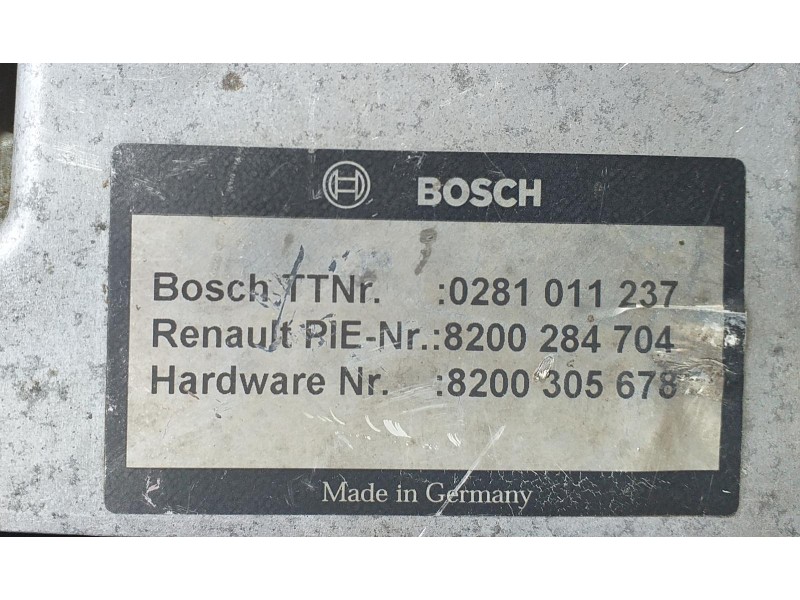 BOSCH
Bosch TTNr. :0281 011 237
Renault PIE-Nr.:8200 284 704
Hardware Nr. :8200 305 678
Made in Germany